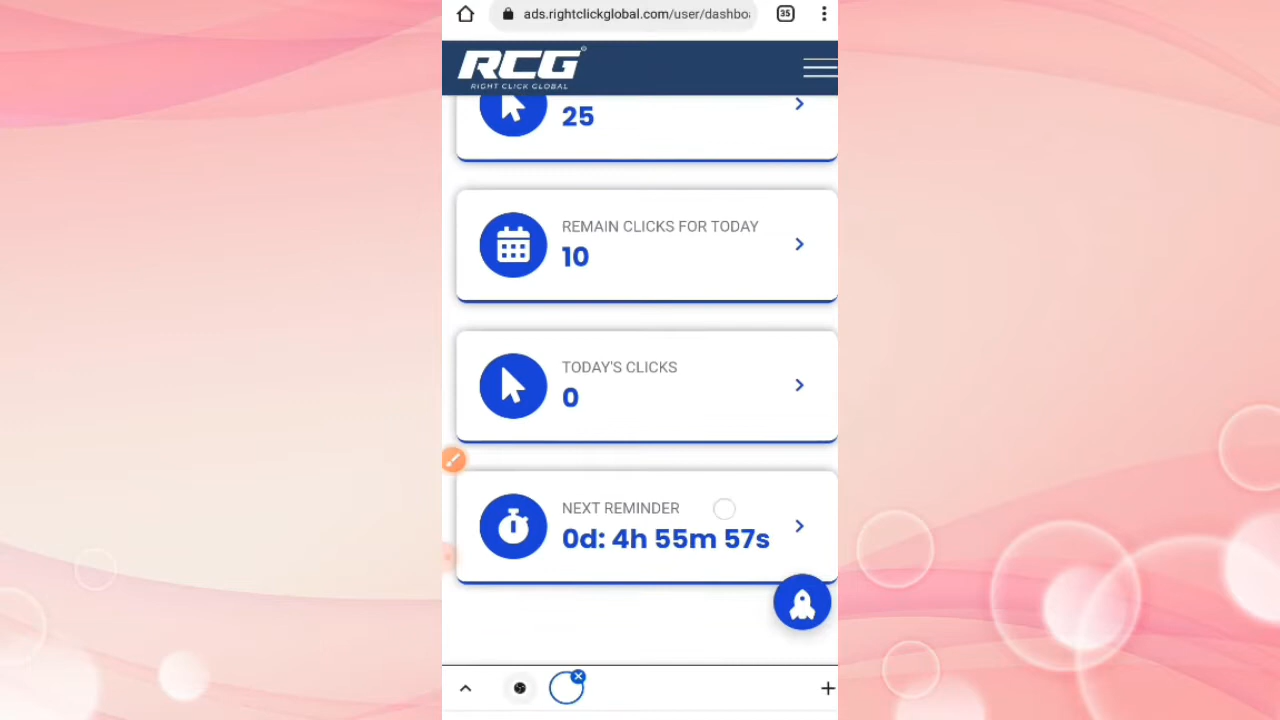 ads.rightclickglobal.com/user/dashbo
35
RCG
RIGHT CLICK GLOBAL
25
REMAIN CLICKS FOR TODAY
10
TODAY'S CLICKS
0
NEXT REMINDER
0d: 4h 55m 57s